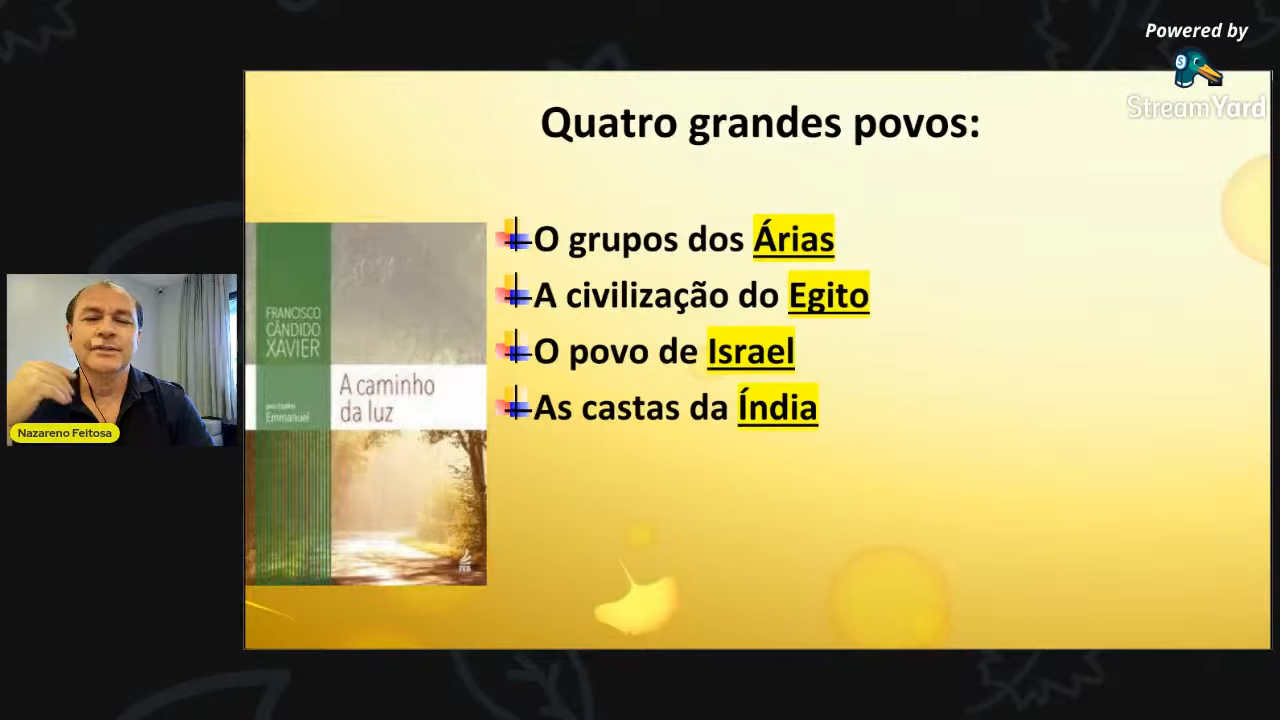 Powered by
StreamYard
Quatro grandes povos:
O grupos dos Árias
A civilização do Egito
O povo de Israel
As castas da Índia
FRANCISCO
CÂNDIDO
XAVIER
A caminho
da luz
Emmanuel
FEB
Nazareno Feitosa